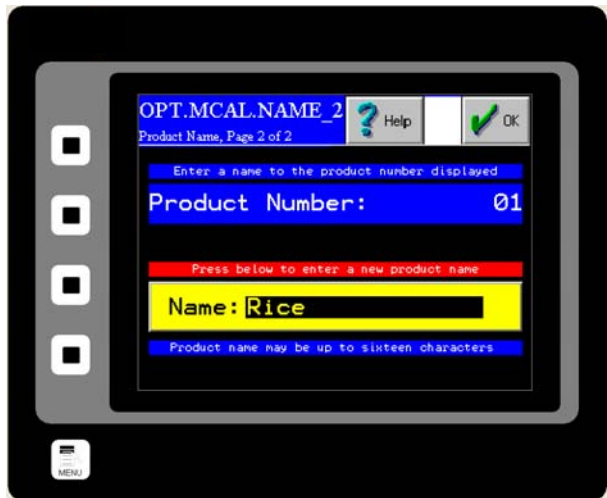 OPT.MCAL.NAME_2
Product Name, Page 2 of 2
Help
OK
Enter a name to the product number displayed
Product Number: 01
Press below to enter a new product name
Name: Rice
Product name may be up to sixteen characters
MENU